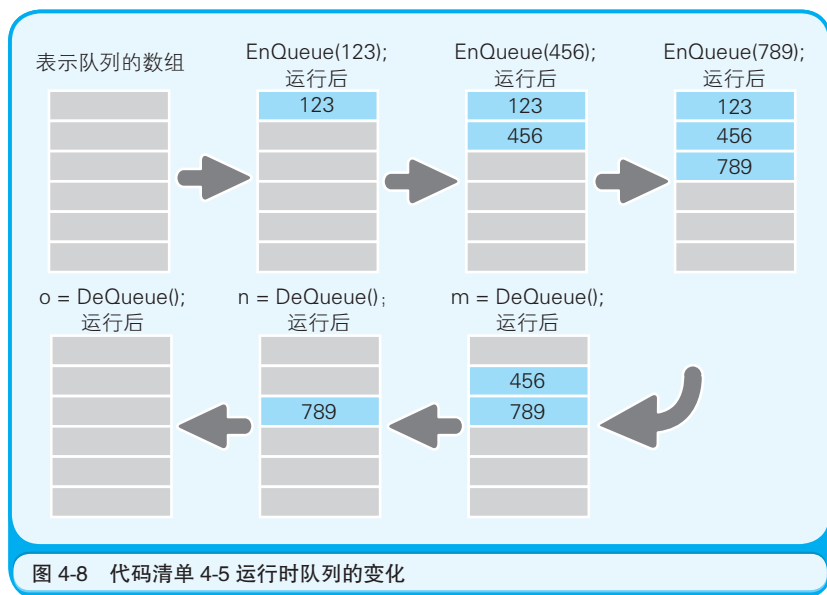 表示队列的数组
EnQueue(123);
运行后
123
EnQueue(456);
运行后
123
456
EnQueue(789);
运行后
123
456
789
o = DeQueue();
运行后
n = DeQueue();
运行后
789
m = DeQueue();
运行后
456
789
图 4-8 代码清单 4-5 运行时队列的变化